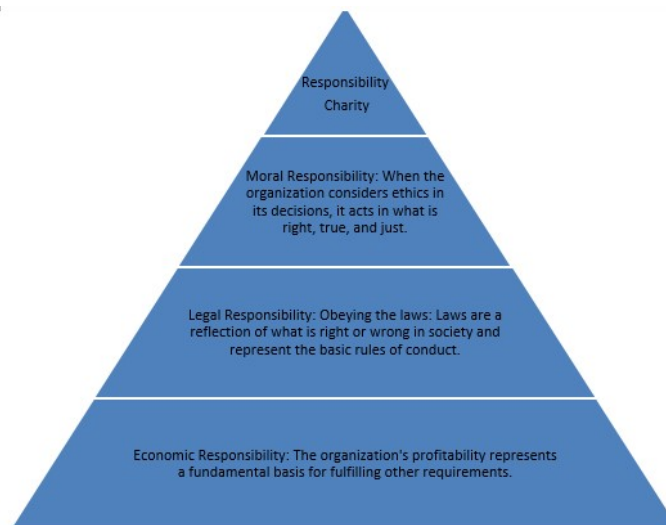 Responsibility
Charity
Moral Responsibility: When the
organization considers ethics in
its decisions, it acts in what is
right, true, and just.
Legal Responsibility: Obeying the laws: Laws are a
reflection of what is right or wrong in society and
represent the basic rules of conduct.
Economic Responsibility: The organization's profitability represents
a fundamental basis for fulfilling other requirements.